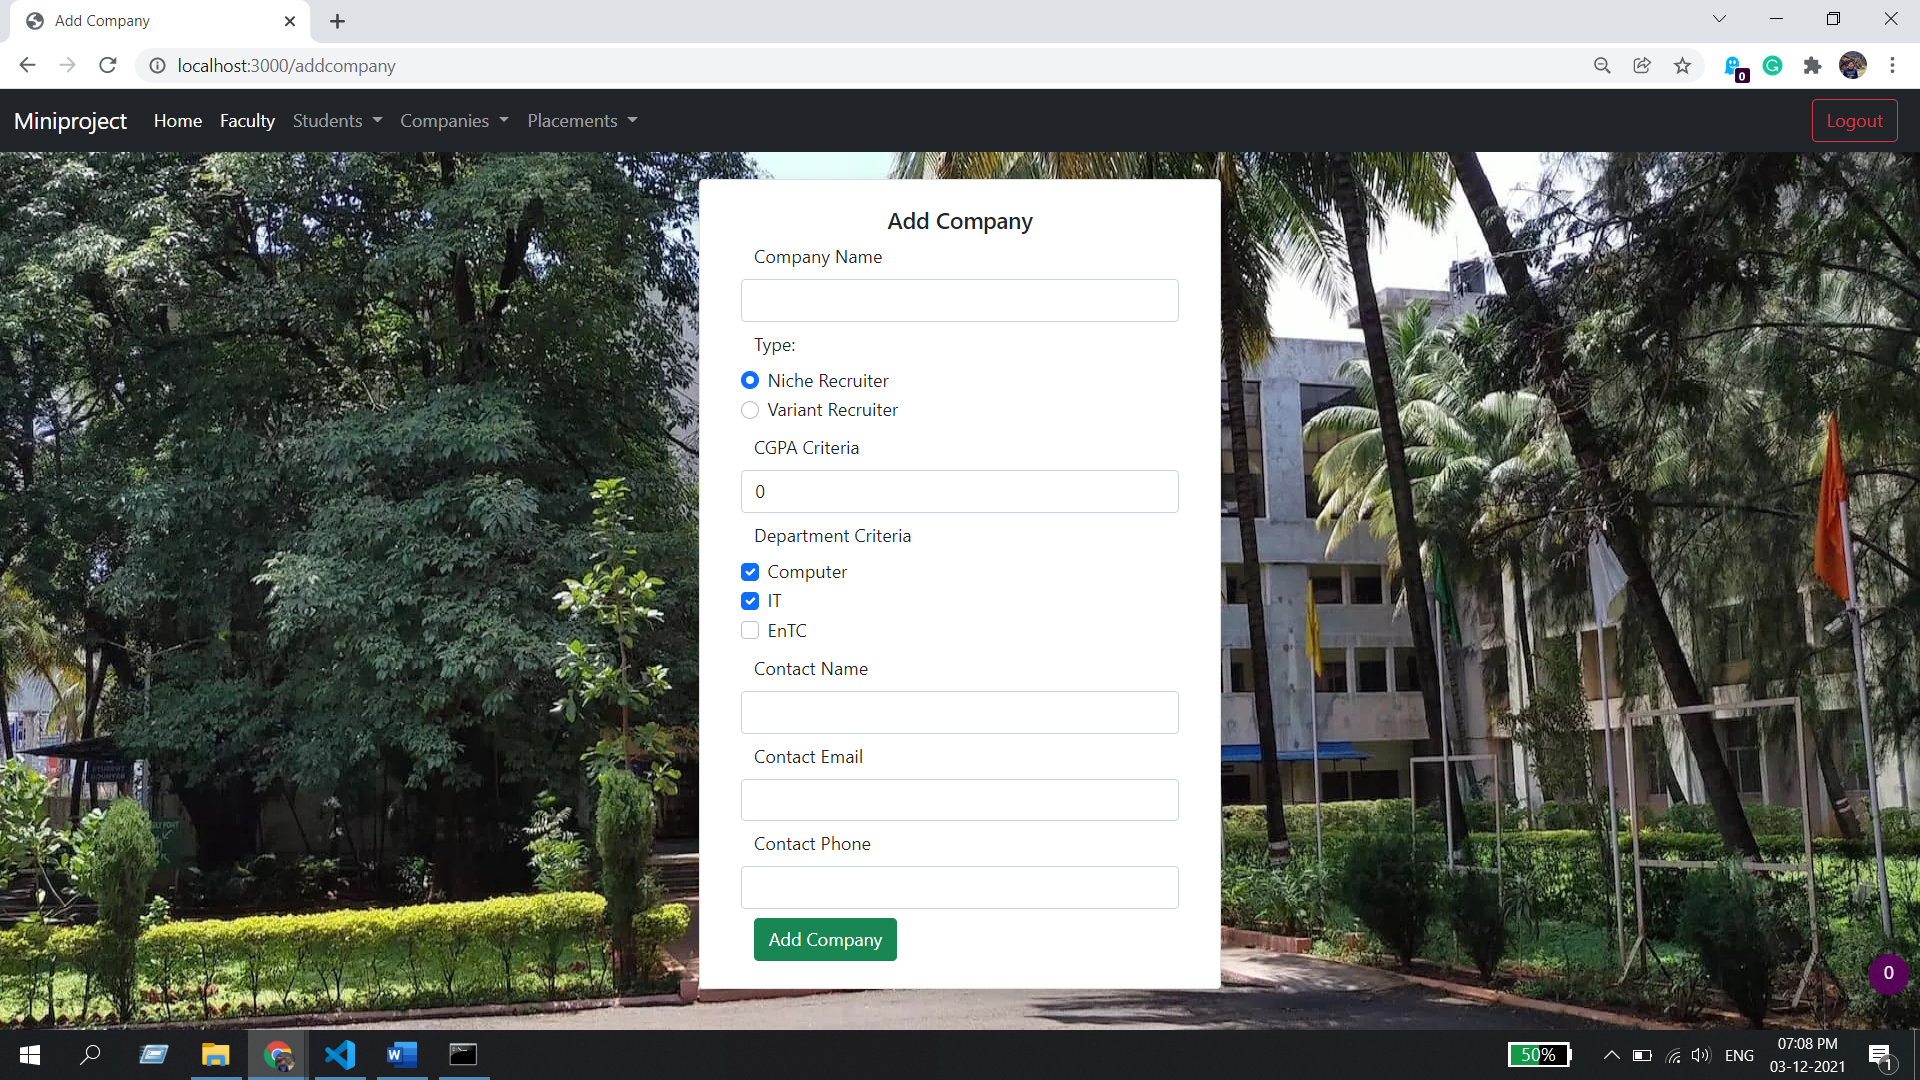 Add Company
localhost:3000/addcompany
0
Miniproject Home Faculty Students Companies Placements Logout
Add Company
Company Name
Type:
Niche Recruiter
Variant Recruiter
CGPA Criteria
0
Department Criteria
Computer
IT
EnTC
Contact Name
Contact Email
Contact Phone
Add Company
0
50%
ENG
07:08 PM
03-12-2021
1